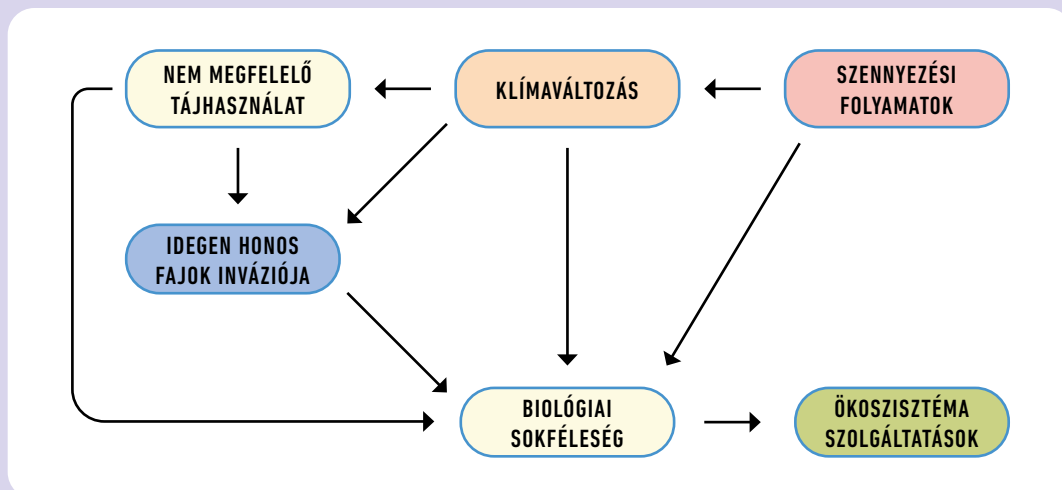 NEM MEGFELELŐ
TÁJHASZNÁLAT
KLÍMAVÁLTOZÁS
SZENNYEZÉSI
FOLYAMATOK
IDEGEN HONOS
FAJOK INVÁZIÓJA
BIOLÓGIAI
SOKFÉLESÉG
ÖKOSZISZTÉMA
SZOLGÁLTATÁSOK